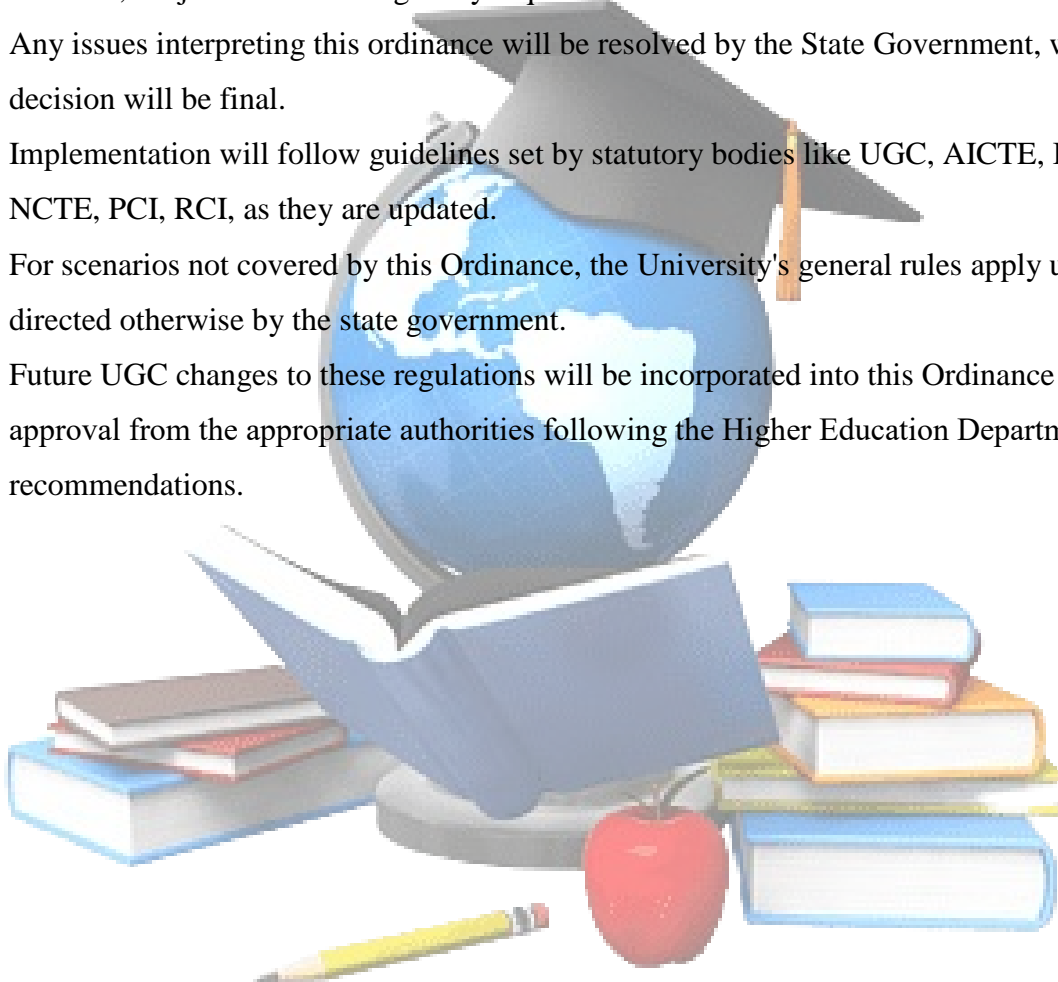 Any issues interpreting this ordinance will be resolved by the State Government,
decision will be final.
Implementation will follow guidelines set by statutory bodies like UGC, AICTE,
NCTE, PCI, RCI, as they are updated.
For scenarios not covered by this Ordinance, the University's general rules apply
directed otherwise by the state government.
Future UGC changes to these regulations will be incorporated into this Ordinance
approval from the appropriate authorities following the Higher Education
recommendations.